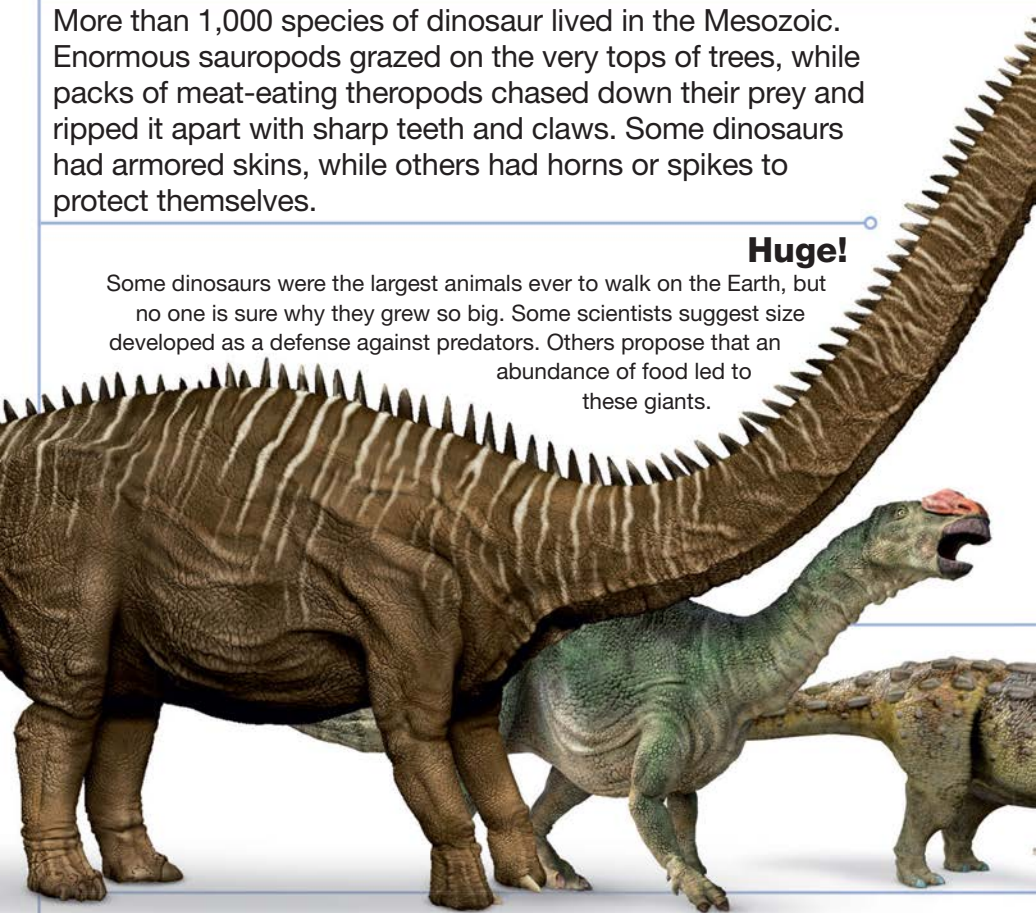 More than 1,000 species of dinosaur lived in the Mesozoic.
Enormous sauropods grazed on the very tops of trees, while
packs of meat-eating theropods chased down their prey and
ripped it apart with sharp teeth and claws. Some dinosaurs
had armored skins, while others had horns or spikes to
protect themselves.
Huge!
Some dinosaurs were the largest animals ever to walk on the Earth, but
no one is sure why they grew so big. Some scientists suggest size
developed as a defense against predators. Others propose that an
abundance of food led to
these giants.